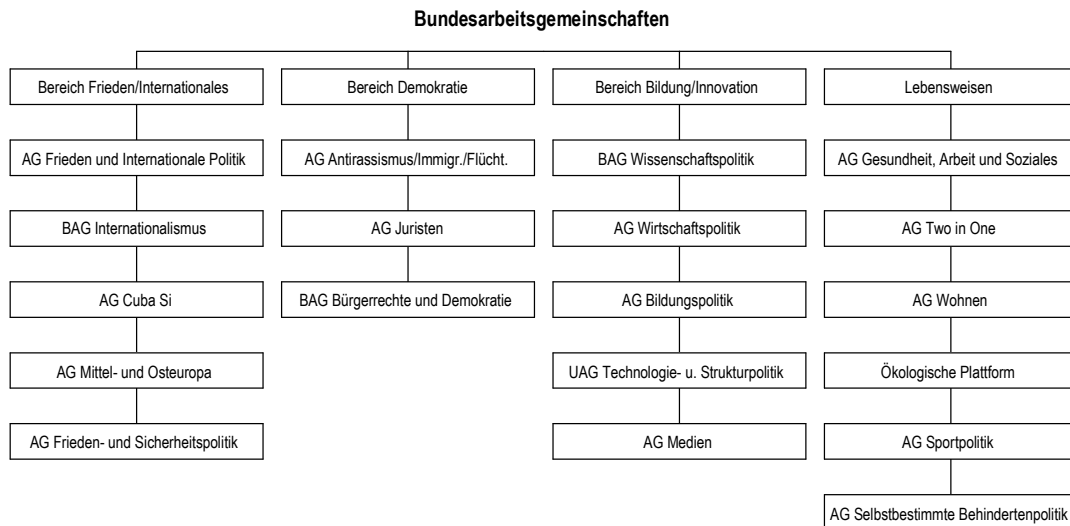 Bundesarbeitsgemeinschaften
Bereich Frieden/Internationales
AG Frieden und Internationale Politik
BAG Internationalismus
AG Cuba Si
AG Mittel- und Osteuropa
AG Frieden- und Sicherheitspolitik
Bereich Demokratie
AG Antirassismus/Immigr./Flücht.
AG Juristen
BAG Bürgerrechte und Demokratie
Bereich Bildung/Innovation
BAG Wissenschaftspolitik
AG Wirtschaftspolitik
AG Bildungspolitik
UAG Technologie- u. Strukturpolitik
AG Medien
Lebensweisen
AG Gesundheit, Arbeit und Soziales
AG Two in One
AG Wohnen
Ökologische Plattform
AG Sportpolitik
AG Selbstbestimmte Behindertenpolitik